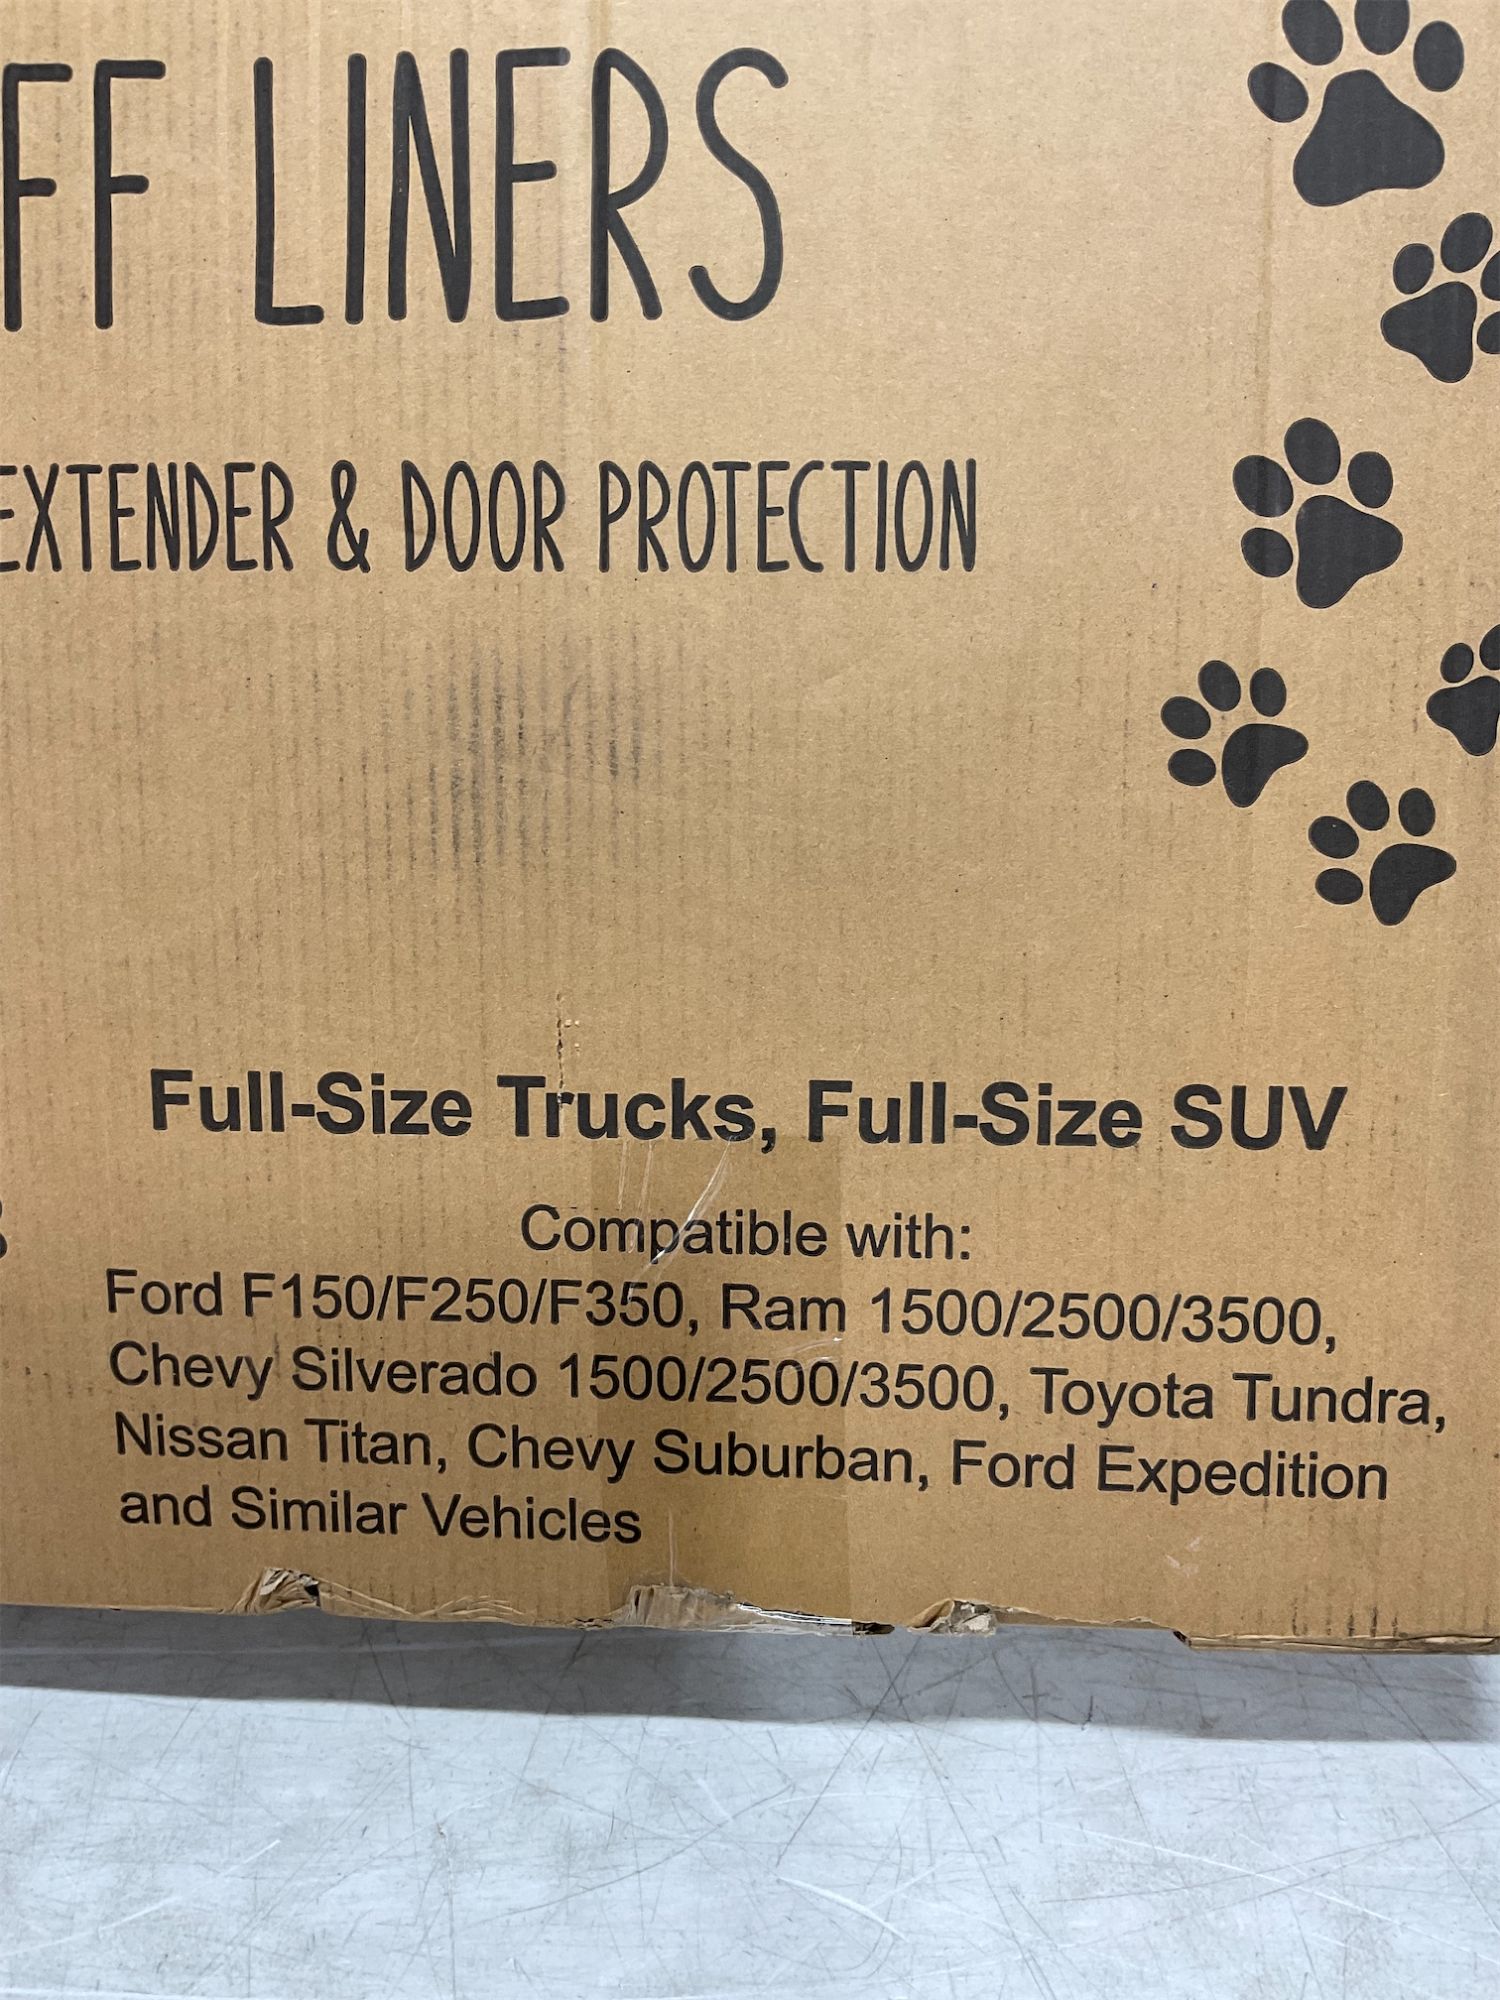 FF LINERS
EXTENDER & DOOR PROTECTION
Full-Size Trucks, Full-Size SUV
Compatible with:
Ford F150/F250/F350, Ram 1500/2500/3500,
Chevy Silverado 1500/2500/3500, Toyota Tundra,
Nissan Titan, Chevy Suburban, Ford Expedition
and Similar Vehicles